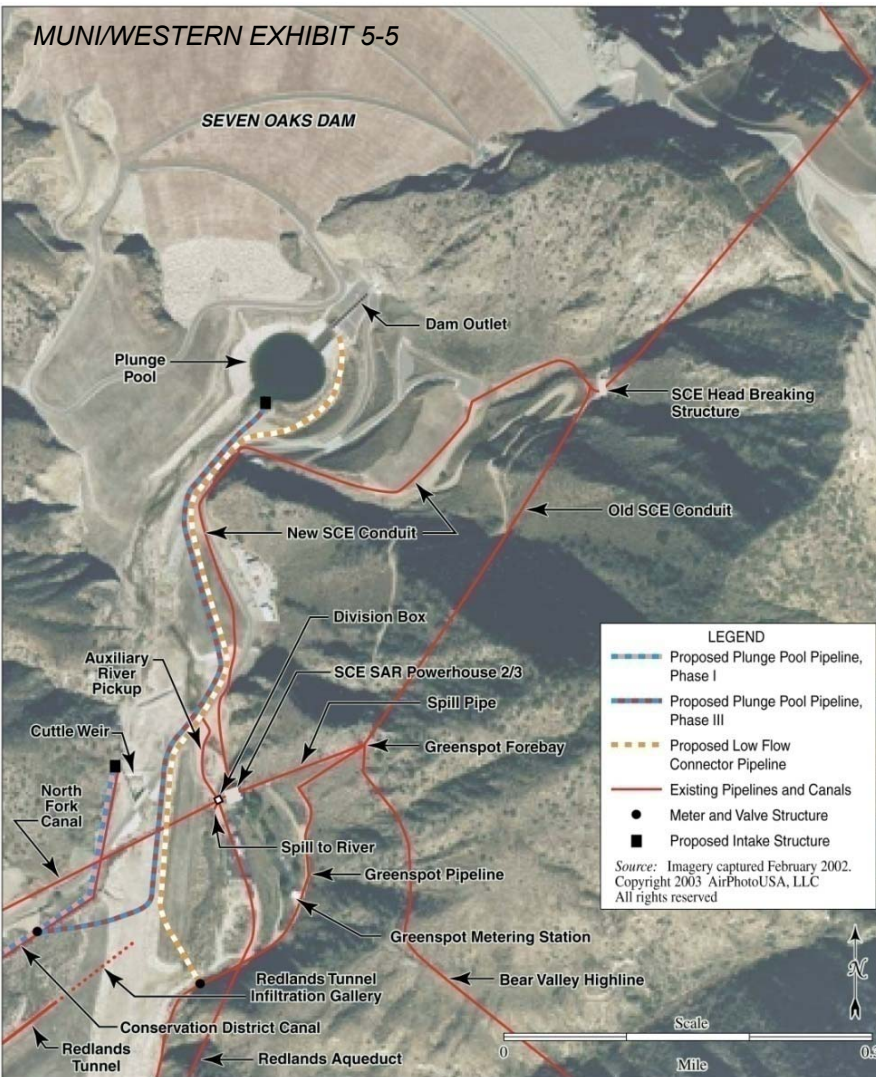 MUNI/WESTERN EXHIBIT 5-5
SEVEN OAKS DAM
Dam Outlet
Plunge
Pool
SCE Head Breaking
Structure
Old SCE Conduit
New SCE Conduit
Division Box
Auxiliary
River
Pickup
SCE SAR Powerhouse 2/3
Spill Pipe
Cuttle Weir
Greenspot Forebay
North
Fork
Canal
Spill to River
Greenspot Pipeline
Greenspot Metering Station
Redlands Tunnel
Infiltration Gallery
Bear Valley Highline
Conservation District Canal
Redlands
Tunnel
Redlands Aqueduct
LEGEND
Proposed Plunge Pool Pipeline,
Phase I
Proposed Plunge Pool Pipeline,
Phase III
Proposed Low Flow
Connector Pipeline
Existing Pipelines and Canals
Meter and Valve Structure
Proposed Intake Structure
Source: Imagery captured February 2002.
Copyright 2003 AirPhotoUSA, LLC
All rights reserved
N
Scale
0
Mile